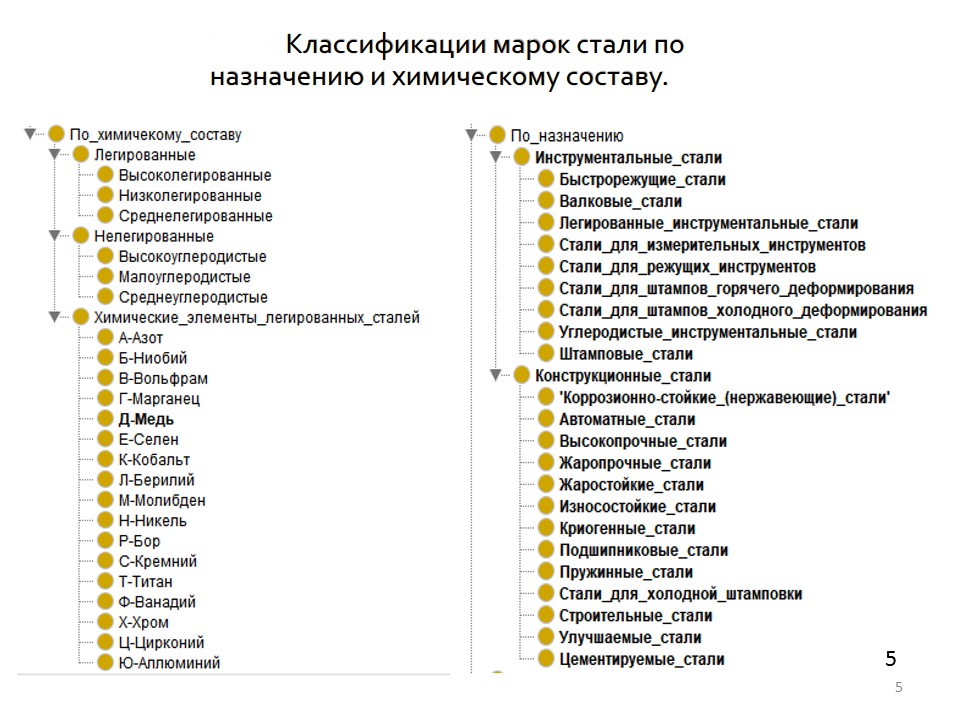 Классификации марок стали по
назначению и химическому составу.
По_химичекому_составу
Легированные
Высоколегированные
Низколегированные
Среднелегированные
Нелегированные
Высокоуглеродистые
Малоуглеродистые
Среднеуглеродистые
Химические_элементы_легированных_сталей
А-Азот
Б-Ниобий
В-Вольфрам
Г-Марганец
Д-Медь
Е-Селен
К-Кобальт
Л-Берилий
М-Молибден
Н-Никель
Р-Бор
С-Кремний
Т-Титан
Ф-Ванадий
Х-Хром
Ц-Цирконий
Ю-Аллюминий
По_назначению
Инструментальные_стали
Быстрорежущие_стали
Валковые_стали
Легированные_инструментальные_стали
Стали_для_измерительных_инструментов
Стали_для_режущих_инструментов
Стали_для_штампов_горячего_деформирования
Стали_для_штампов_холодного_деформирования
Углеродистые_инструментальные_стали
Штамповые_стали
Конструкционные_стали
'Коррозионно-стойкие_(нержавеющие)_стали'
Автоматные_стали
Высокопрочные_стали
Жаропрочные_стали
Жаростойкие_стали
Износостойкие_стали
Криогенные_стали
Подшипниковые_стали
Пружинные_стали
Стали_для_холодной_штамповки
Строительные_стали
Улучшаемые_стали
Цементируемые_стали
5
5